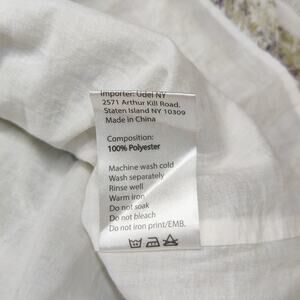 Importer: Udel NY
2571 Arthur Kill Road,
Staten Island NY 10309
Made in China
Composition:
100% Polyester
Machine wash cold
Wash separately
Rinse well
Warm iron
Do not soak
Do not bleach
Do not iron print/EMB.